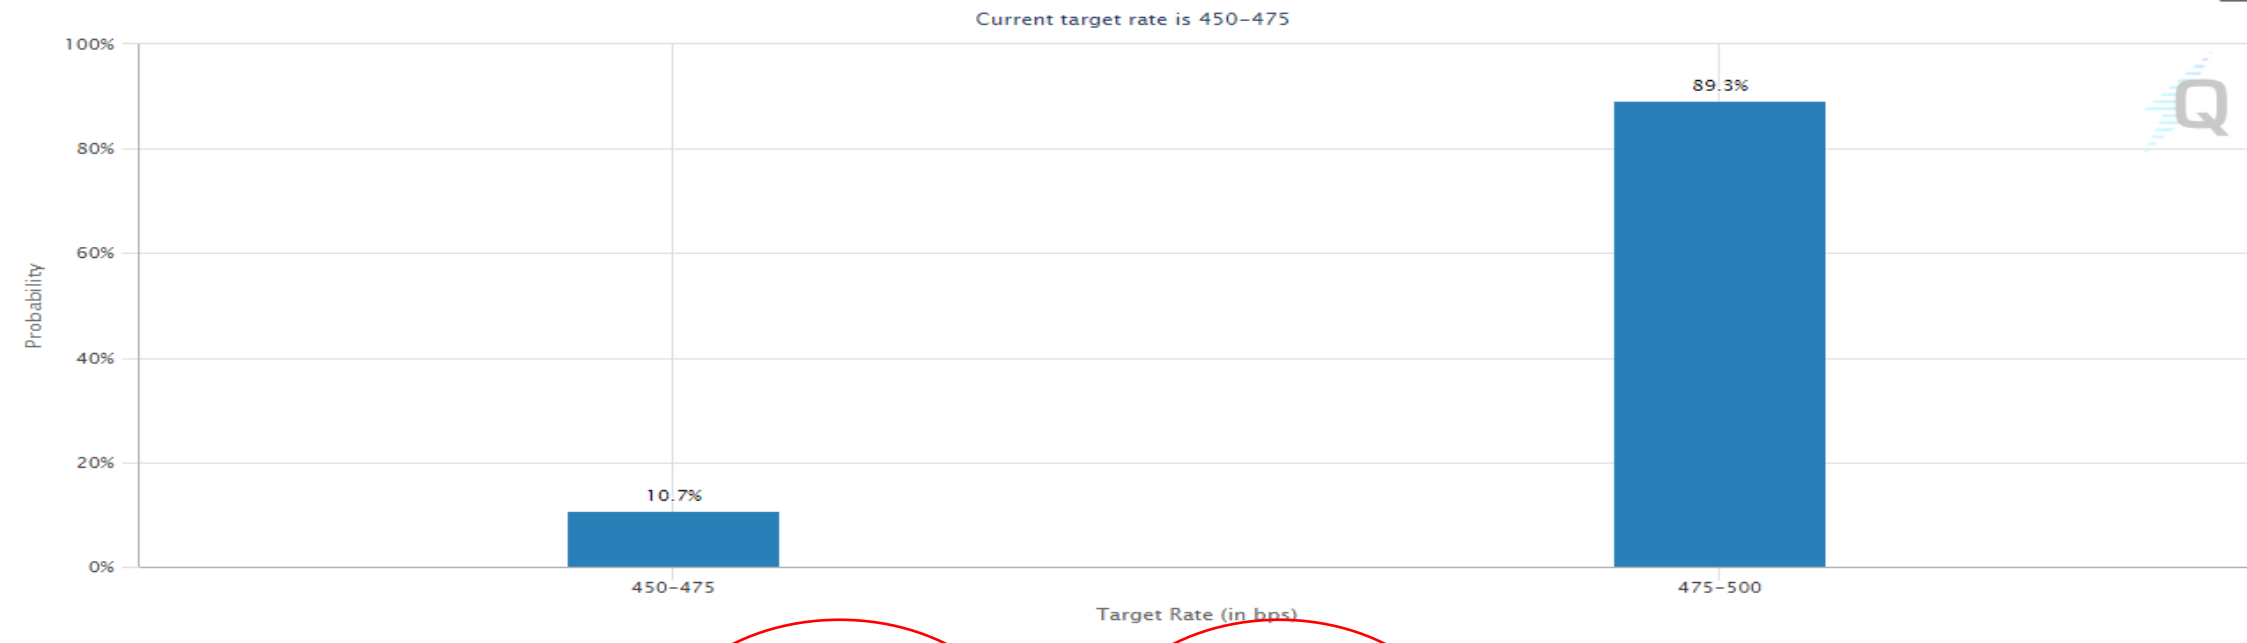 Current target rate is 450-475
100%
89.3%
Q
80%
60%
Probability
40%
20%
10.7%
0%
450-475
475-500
Target Rate (in bps)